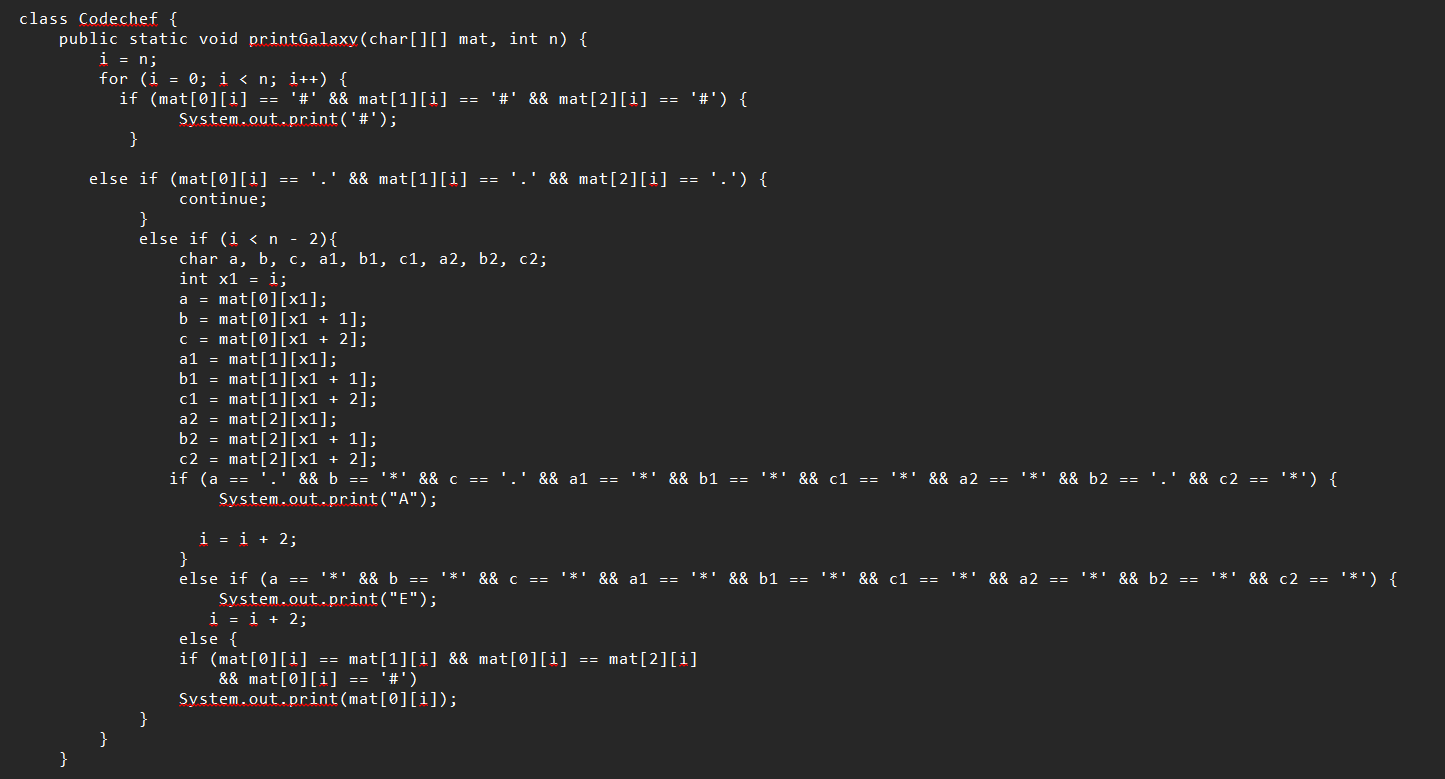 class Codechef {
public static void printGalaxy(char[][] mat, int n) {
i = n;
for (i = 0; i < n; i++) {
if (mat[0][i] == '#' && mat[1][i] == '#' && mat[2][i] == '#') {
System.out.print('#');
}
else if (mat[0][i] == '.' && mat[1][i] == '.' && mat[2][i] == '.') {
continue;
}
else if (i < n - 2){
char a, b, c, a1, b1, c1, a2, b2, c2;
int x1 = i;
a = mat[0][x1];
b = mat[0][x1 + 1];
c = mat[0][x1 + 2];
a1 = mat[1][x1];
b1 = mat[1][x1 + 1];
c1 = mat[1][x1 + 2];
a2 = mat[2][x1];
b2 = mat[2][x1 + 1];
c2 = mat[2][x1 + 2];
if (a == '.' && b == '*' && c == '.' && a1 == '*' && b1 == '*' && c1 == '*' && a2 == '*' && b2 == '.' && c2 == '*') {
System.out.print("A");
i = i + 2;
}
else if (a == '*' && b == '*' && c == '*' && a1 == '*' && b1 == '*' && c1 == '*' && a2 == '*' && b2 == '*' && c2 == '*') {
System.out.print("E");
i = i + 2;
else {
if (mat[0][i] == mat[1][i] && mat[0][i] == mat[2][i]
&& mat[0][i] == '#')
System.out.print(mat[0][i]);
}
}
}